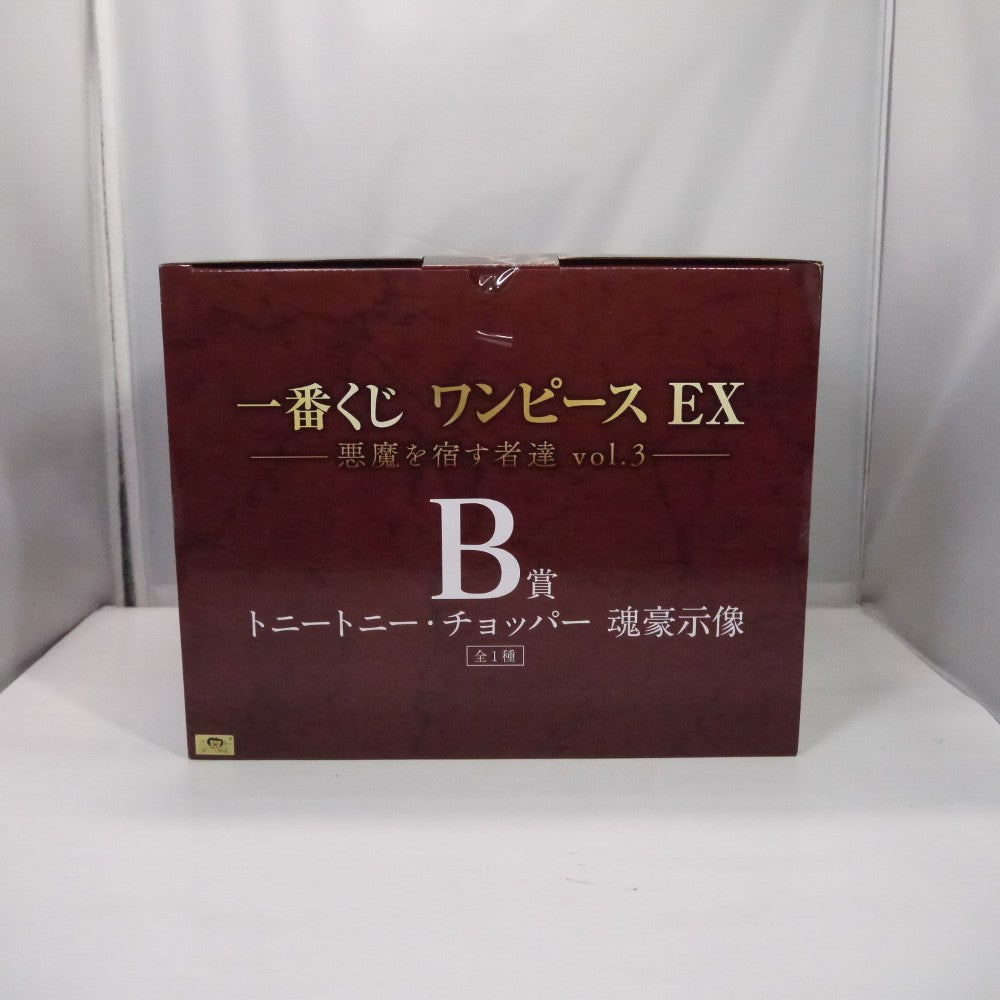 一番くじ ワンピース EX
悪魔を宿す者達 vol.3
B賞
トニートニー・チョッパー 魂豪示像
全1種